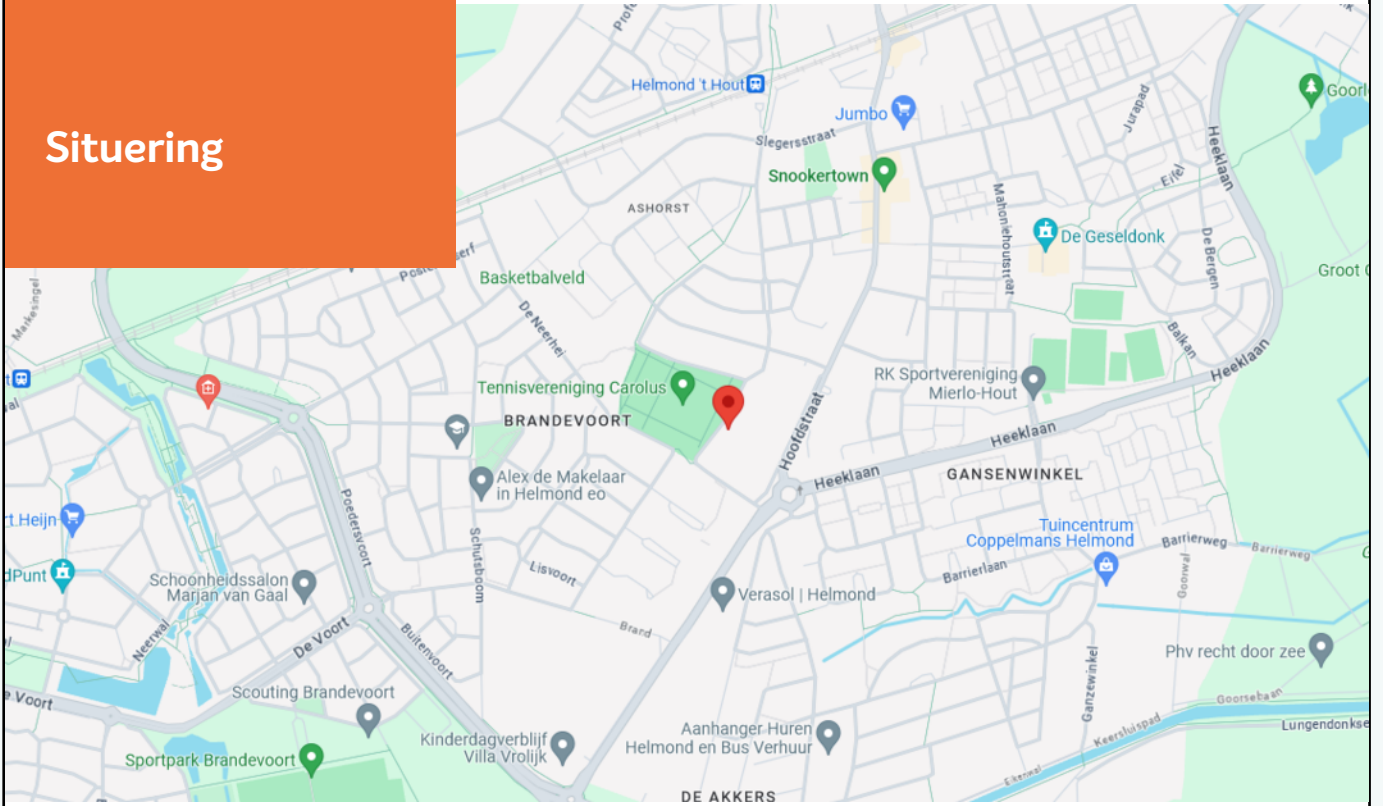 Situering
Helmond 't Hout
Jumbo
Slegersstraat
Jurapad
Heeklaan
Snookertown
Eifel
ASHORST
Mahoniehoutstraat
De Geseldonk
De Bergen
Basketbalveld
Markesingel
De Neerhei
Balkan
Heeklaan
Tennisvereniging Carolus
RK Sportvereniging
Mierlo-Hout
BRANDEVOORT
Hoofdstraat
Heeklaan
Heeklaan
GANSENWINKEL
Alex de Makelaar
in Helmond eo
Poedersvoort
Schutsboom
Tuincentrum
Coppelmans Helmond
Barrierweg
Barrierweg
Goorwal
Barrierlaan
Lisvoort
Schoonheidssalon
Marjan van Gaal
Verasol | Helmond
Brand
Neerwal
De Voort
Buitenvoort
Phv recht door zee
Ganzewinkel
Scouting Brandevoort
Voort
Goorsebaan
Keersluispad
Kinderdagverblijf
Villa Vrolijk
Aanhanger Huren
Helmond en Bus Verhuur
Sportpark Brandevoort
Eikenwal
DE AKKERS